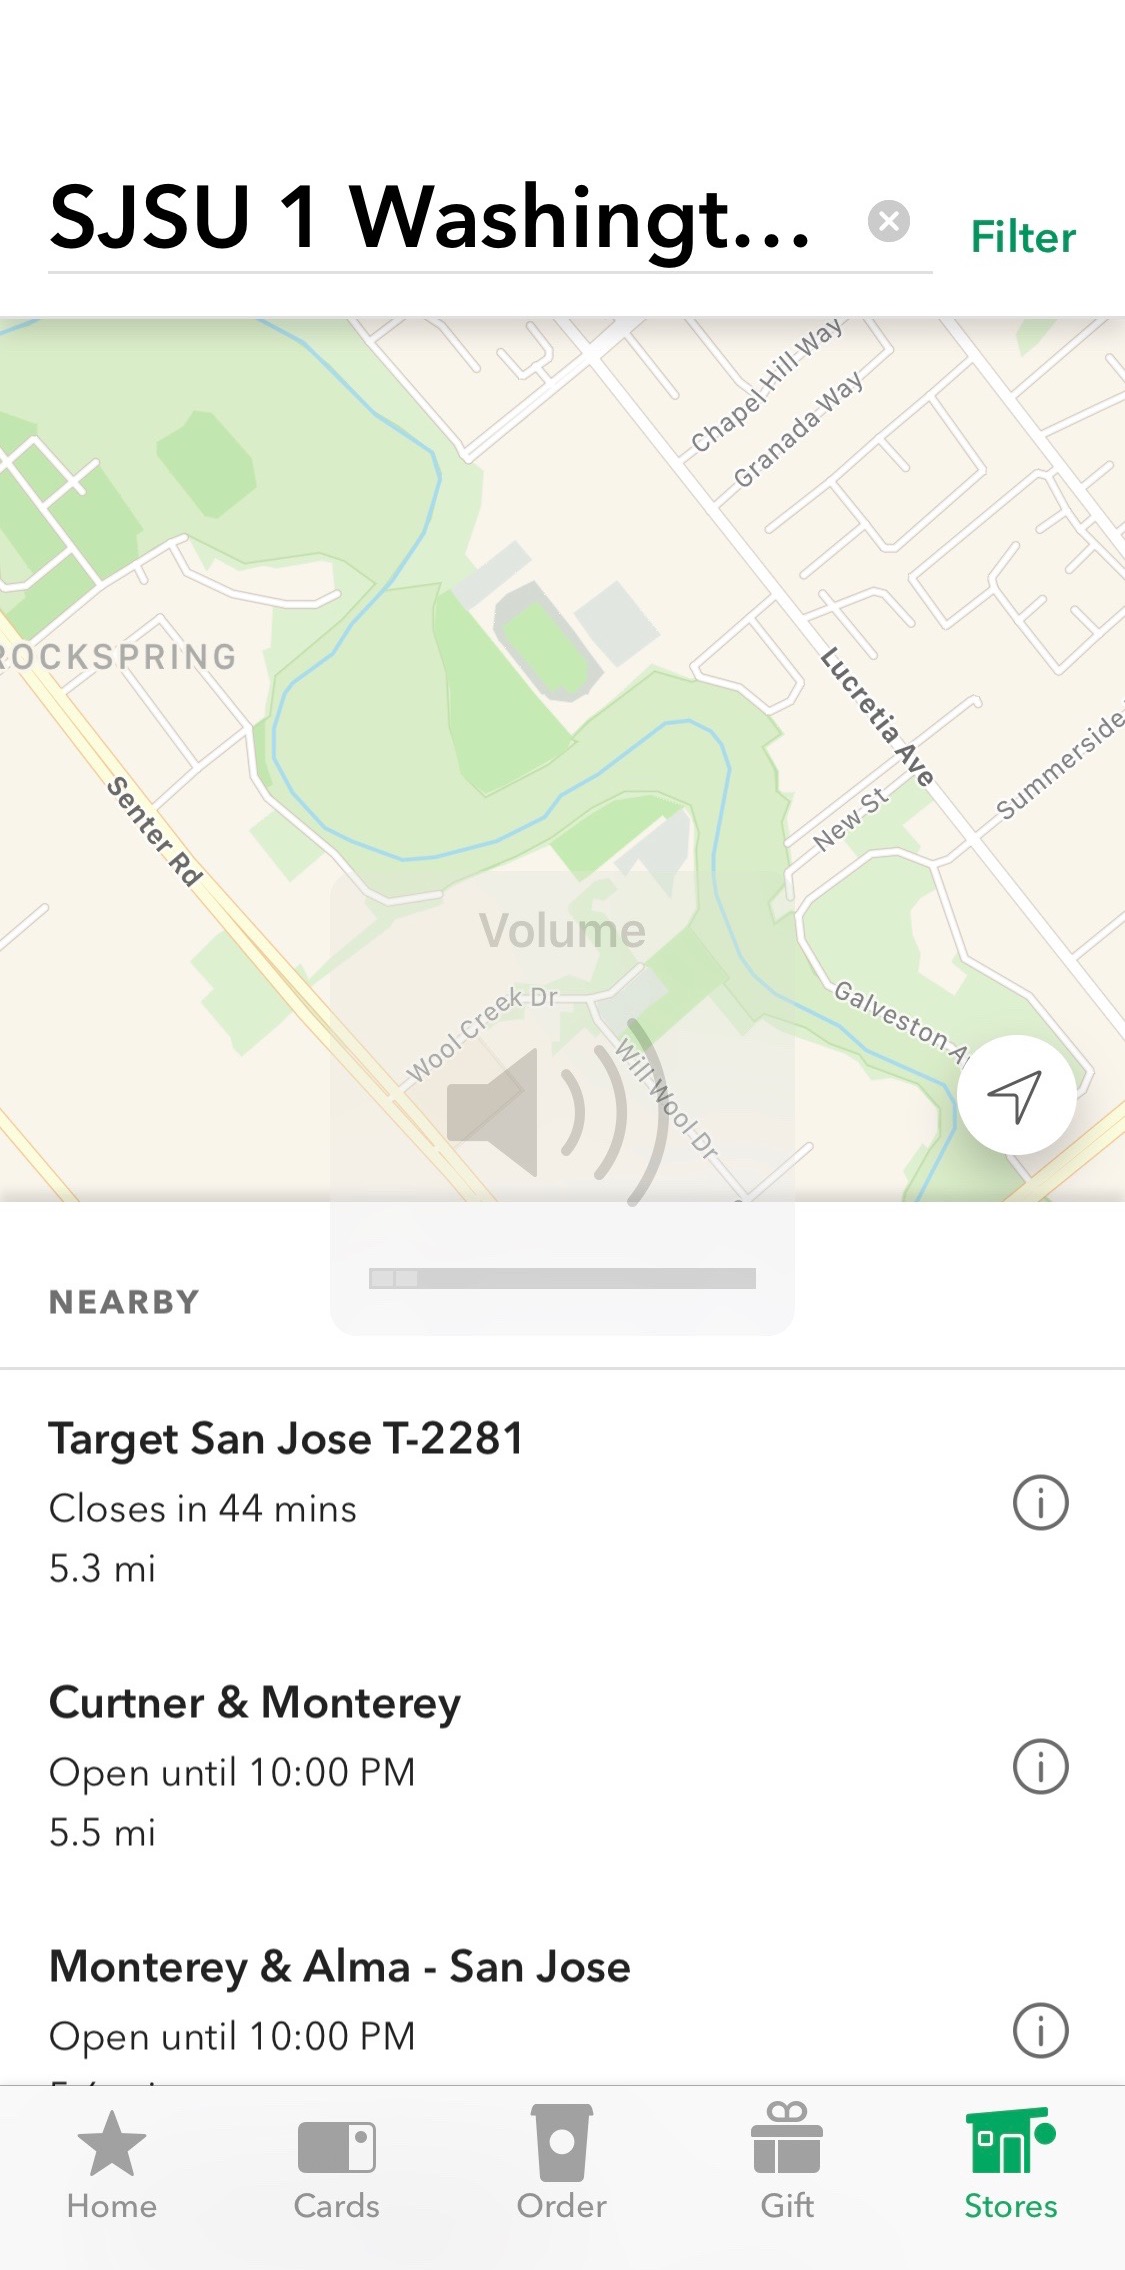 SJSU 1 Washingt...
Filter
Chapel Hill Way
Granada Way
ROCKSPRING
Lucretia Ave
Summerside
Senter Rd
New St
Volume
Galveston A
Wool Creek Dr
Will Wool Dr
NEARBY
Target San Jose T-2281
Closes in 44 mins
5.3 mi
Curtner & Monterey
Open until 10:00 PM
5.5 mi
Monterey & Alma - San Jose
Open until 10:00 PM
Home
Cards
Order
Gift
Stores